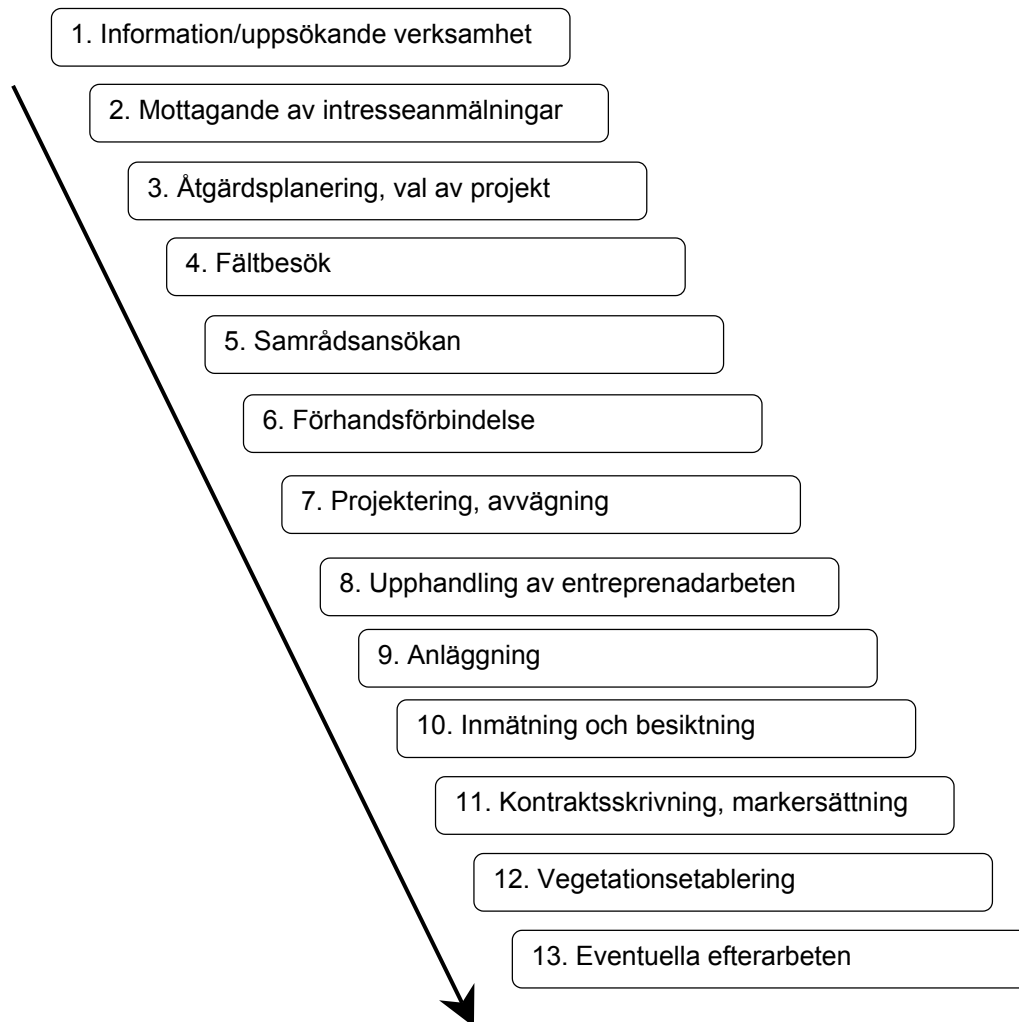 1. Information/uppsökande verksamhet
2. Mottagande av intresseanmälningar
3. Åtgärdsplanering, val av projekt
4. Fältbesök
5. Samrådsansökan
6. Förhandsförbindelse
7. Projektering, avvägning
8. Upphandling av entreprenadarbeten
9. Anläggning
10. Inmätning och besiktning
11. Kontraktsskrivning, markersättning
12. Vegetationsetablering
13. Eventuella efterarbeten